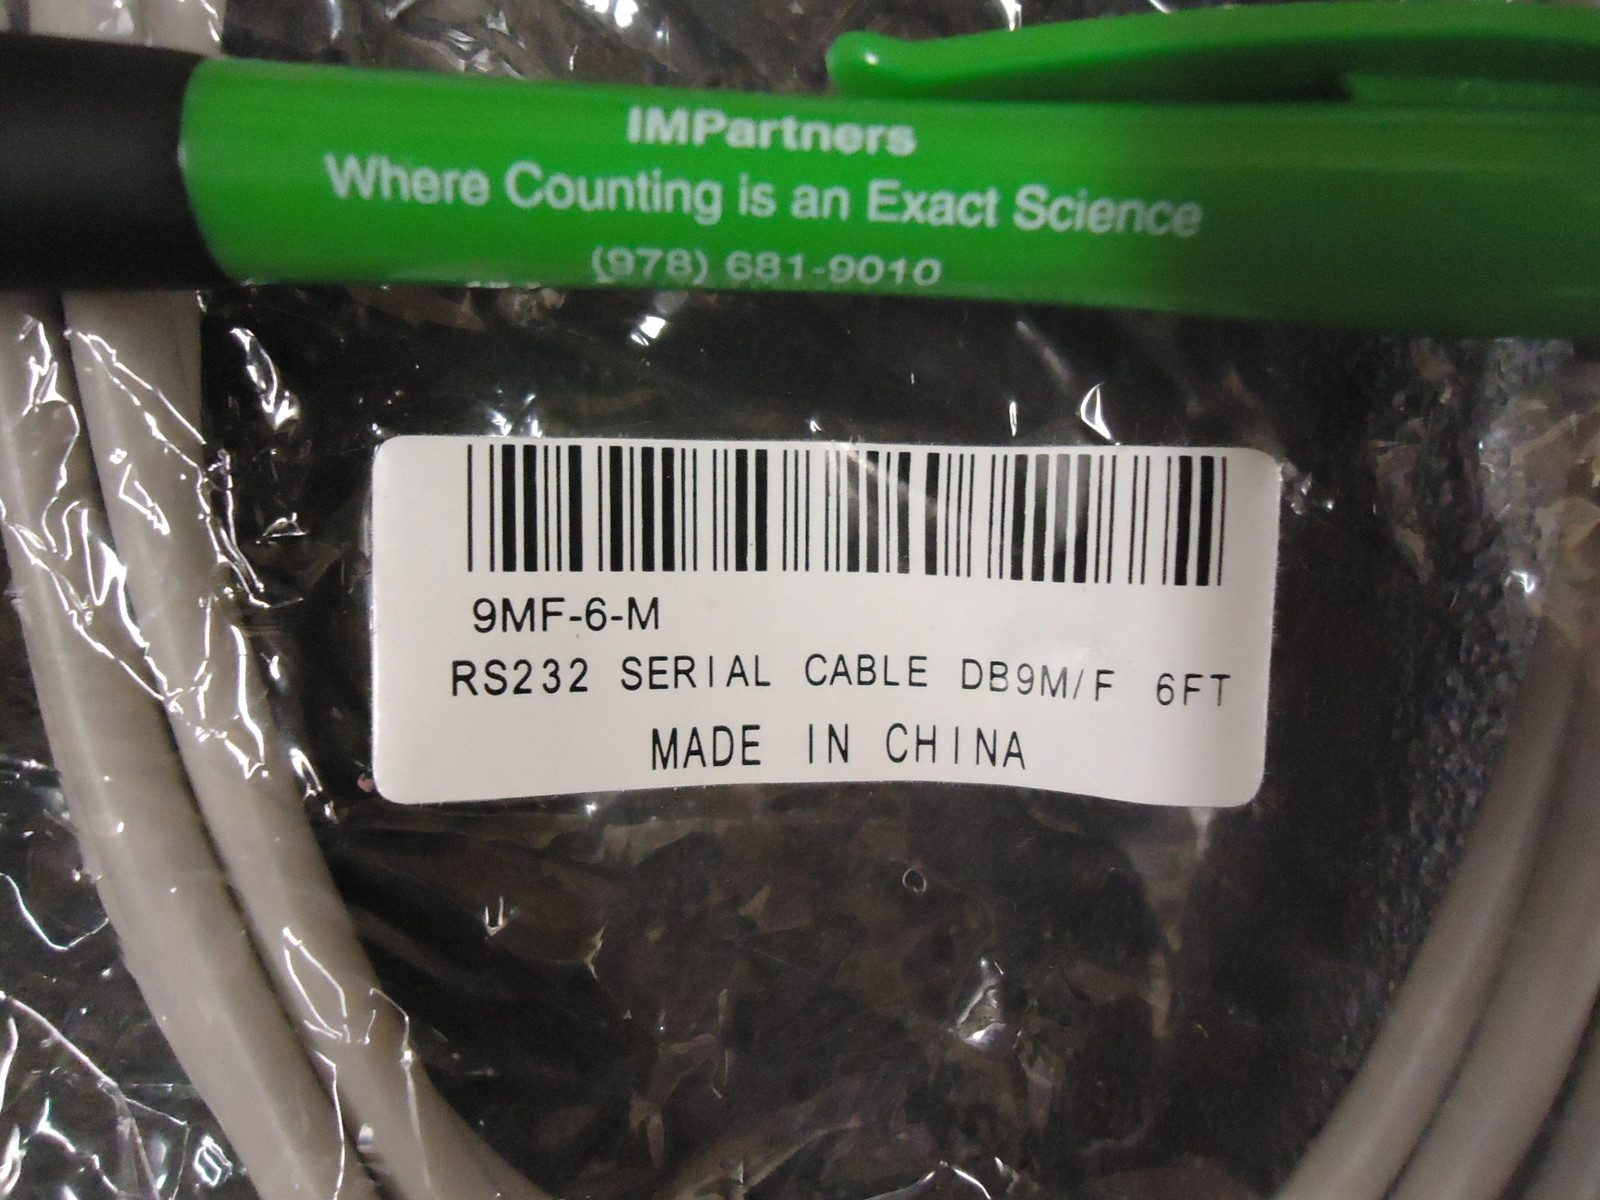 IMPartners
Where Counting is an Exact Science
(978) 681-9010
9MF-6-M
RS232 SERIAL CABLE DB9M/F 6FT
MADE IN CHINA